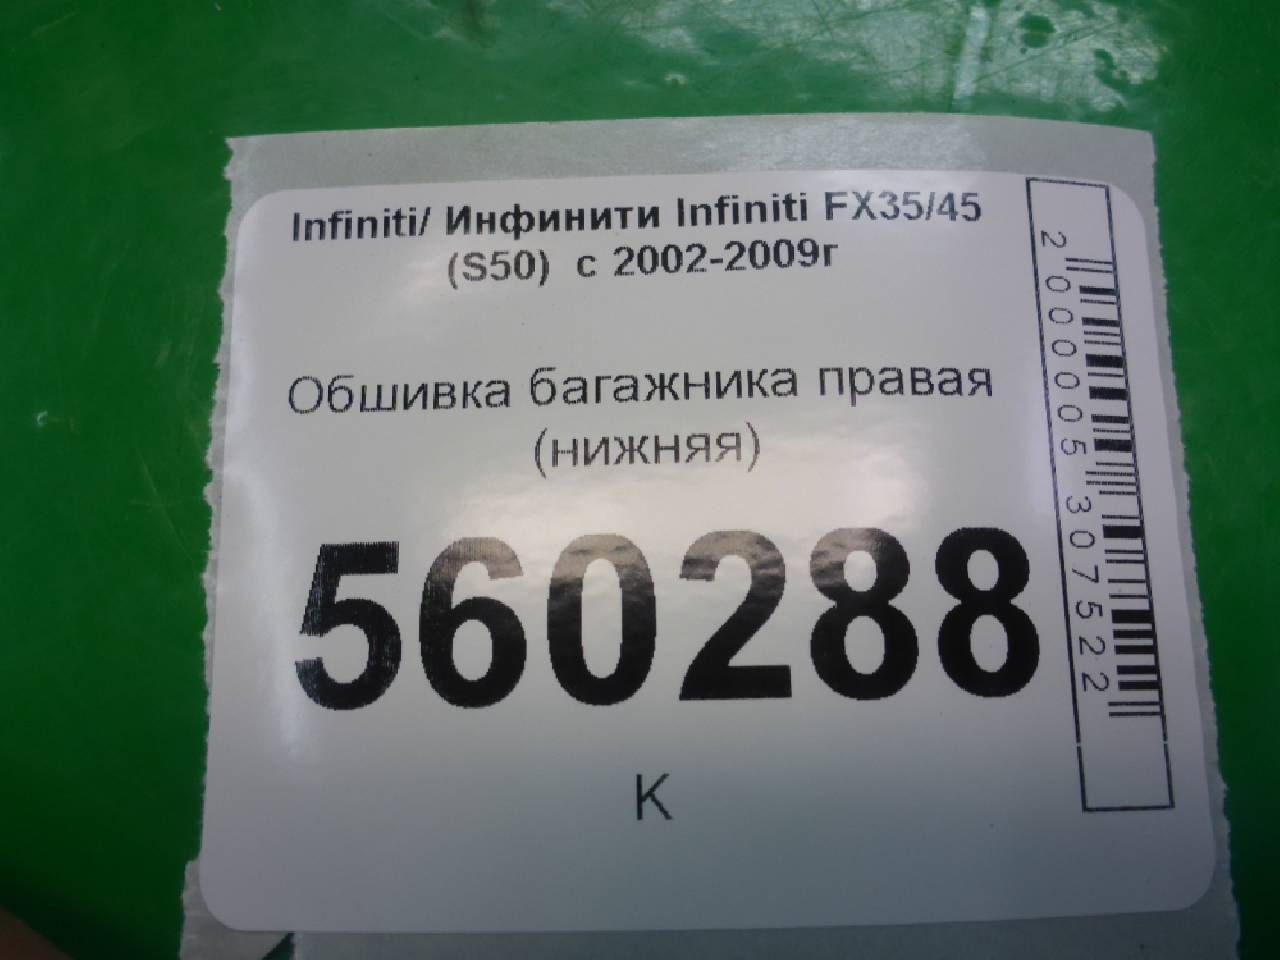 Infiniti/ Инфинити Infiniti FX35/45
(S50) с 2002-2009г
Обшивка багажника правая
(нижняя)
560288
К
2000005307522